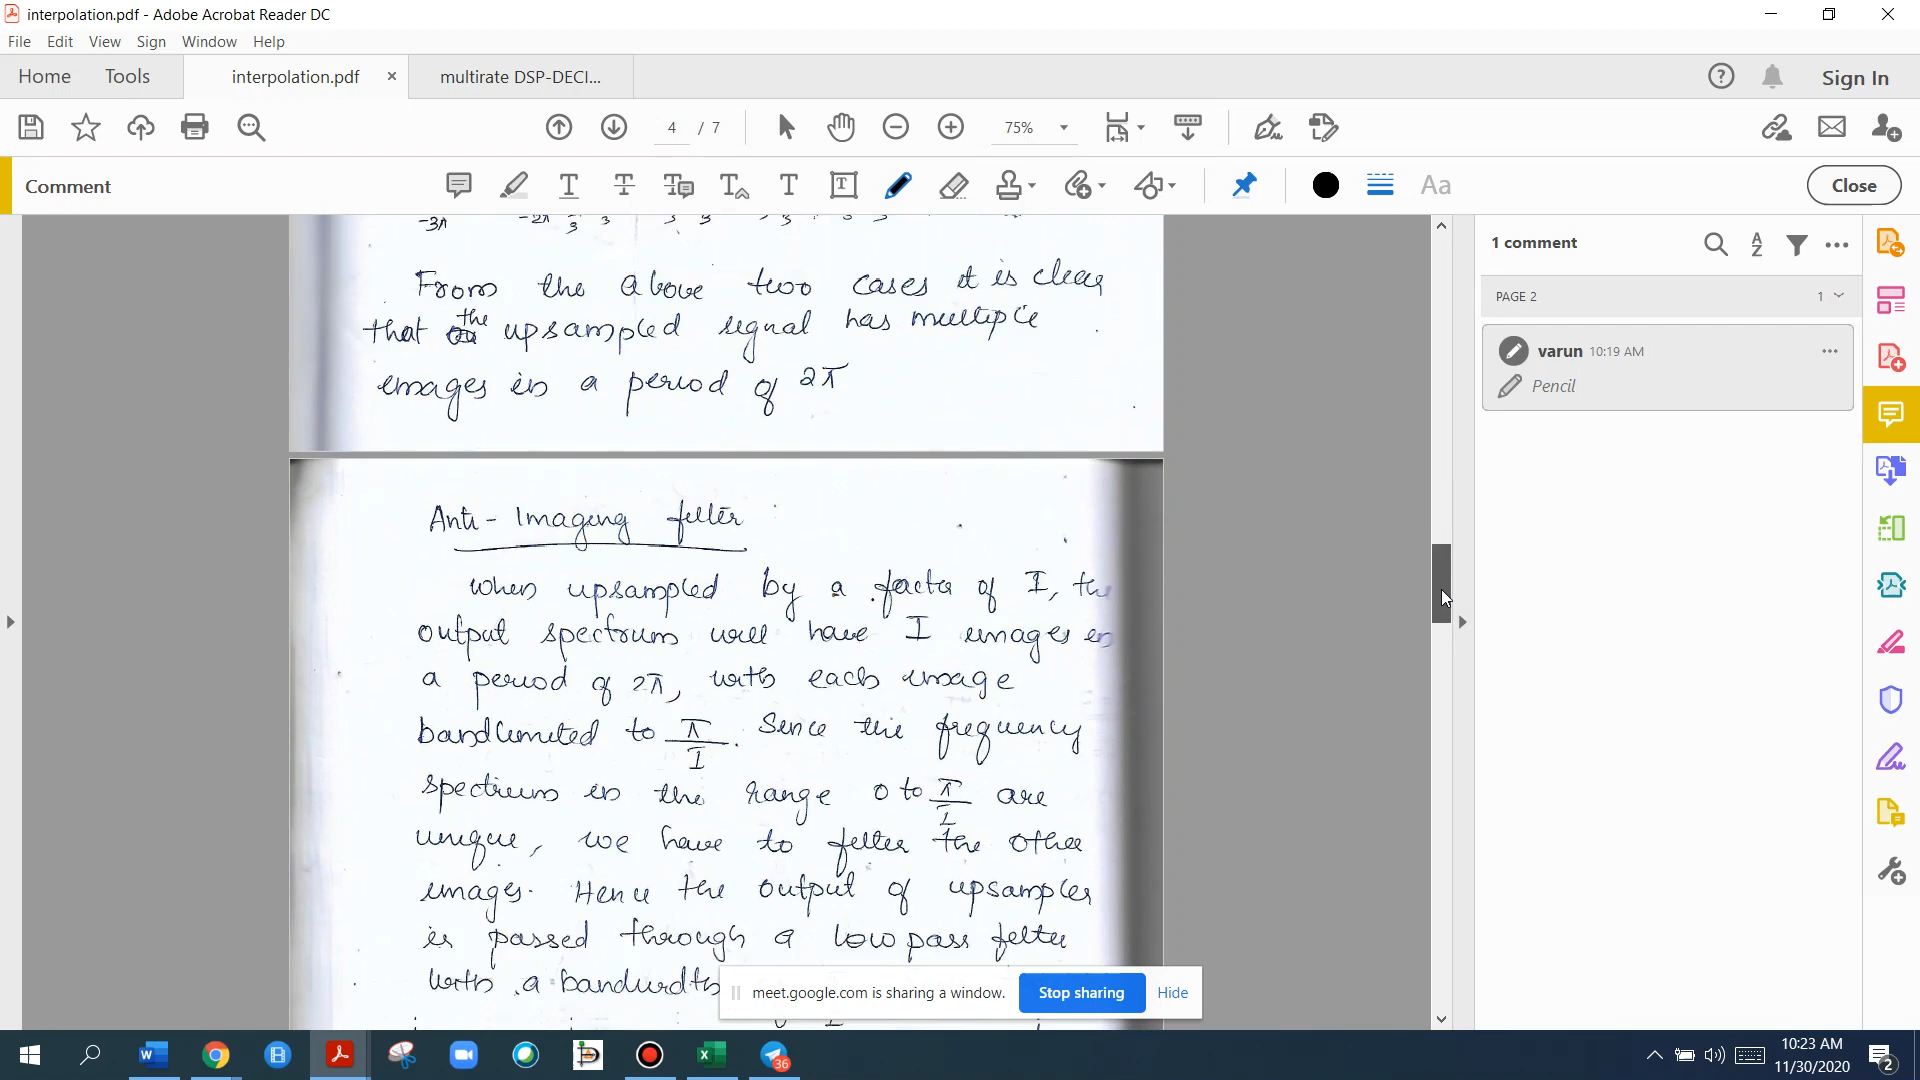 interpolation.pdf - Adobe Acrobat Reader DC
File Edit View Sign Window Help
Home Tools interpolation.pdf × multirate DSP-DECI... Sign In
4 / 7 75%
Comment Close
-3π -2π
From the above two cases it is clear
that the upsampled signal has multiple
images in a period of 2π
Anti-Imaging filter
when upsampled by a factor of I, the
output spectrum will have I images in
a period of 2π, with each image
bandlimited to π/I. Since the frequency
spectrum in the range 0 to π/I are
unique, we have to filter the other
images. Hence the output of upsampler
is passed through a low pass filter
with a bandwidth
1 comment
PAGE 2 1
varun 10:19 AM
Pencil
meet.google.com is sharing a window. Stop sharing Hide
36
10:23 AM
11/30/2020
2